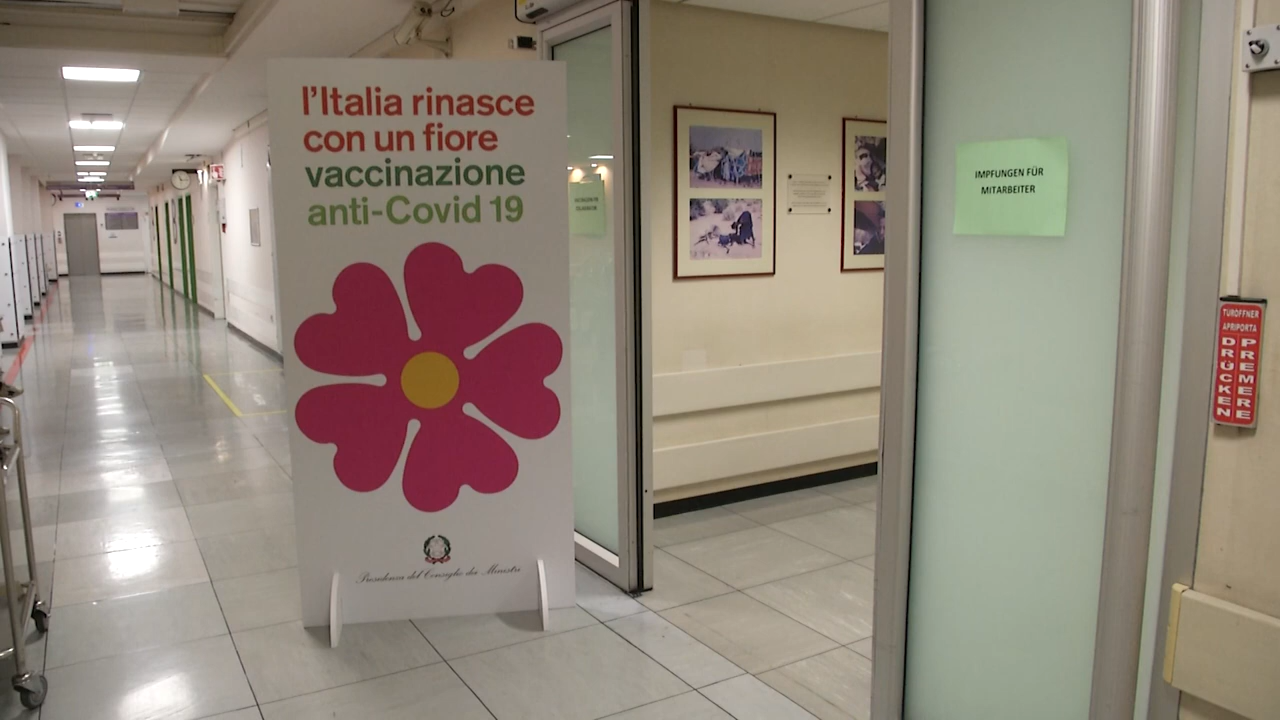 l'Italia rinasce
con un fiore
vaccinazione
anti-Covid 19
Presidenza del Consiglio dei Ministri
IMPFUNGEN FÜR
MITARBEITER
TÜRÖFFNER
APRIPORTA
DRÜCKEN
PREMERE